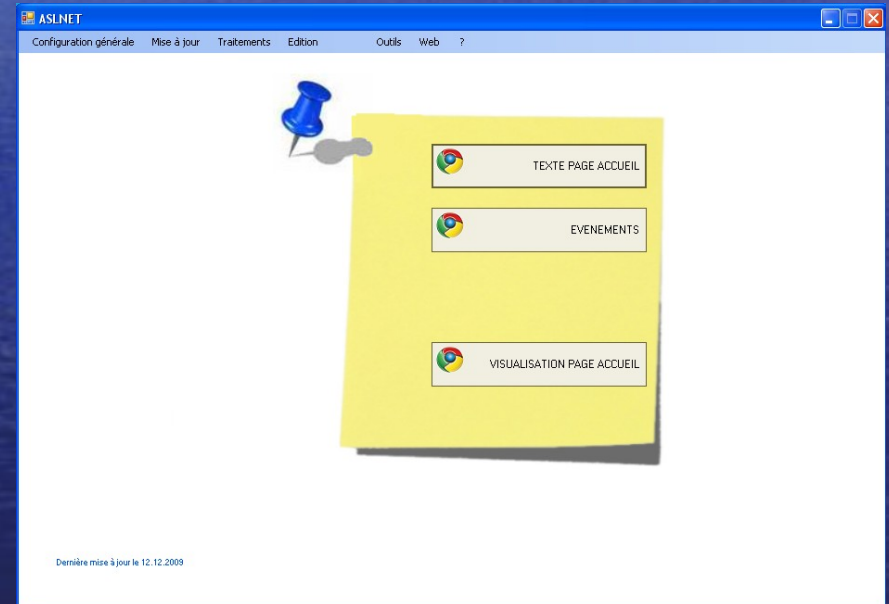 ASLNET
Configuration générale Mise à jour Traitements Edition Outils Web ?
TEXTE PAGE ACCUEIL
EVENEMENTS
VISUALISATION PAGE ACCUEIL
Dernière mise à jour le 12.12.2009